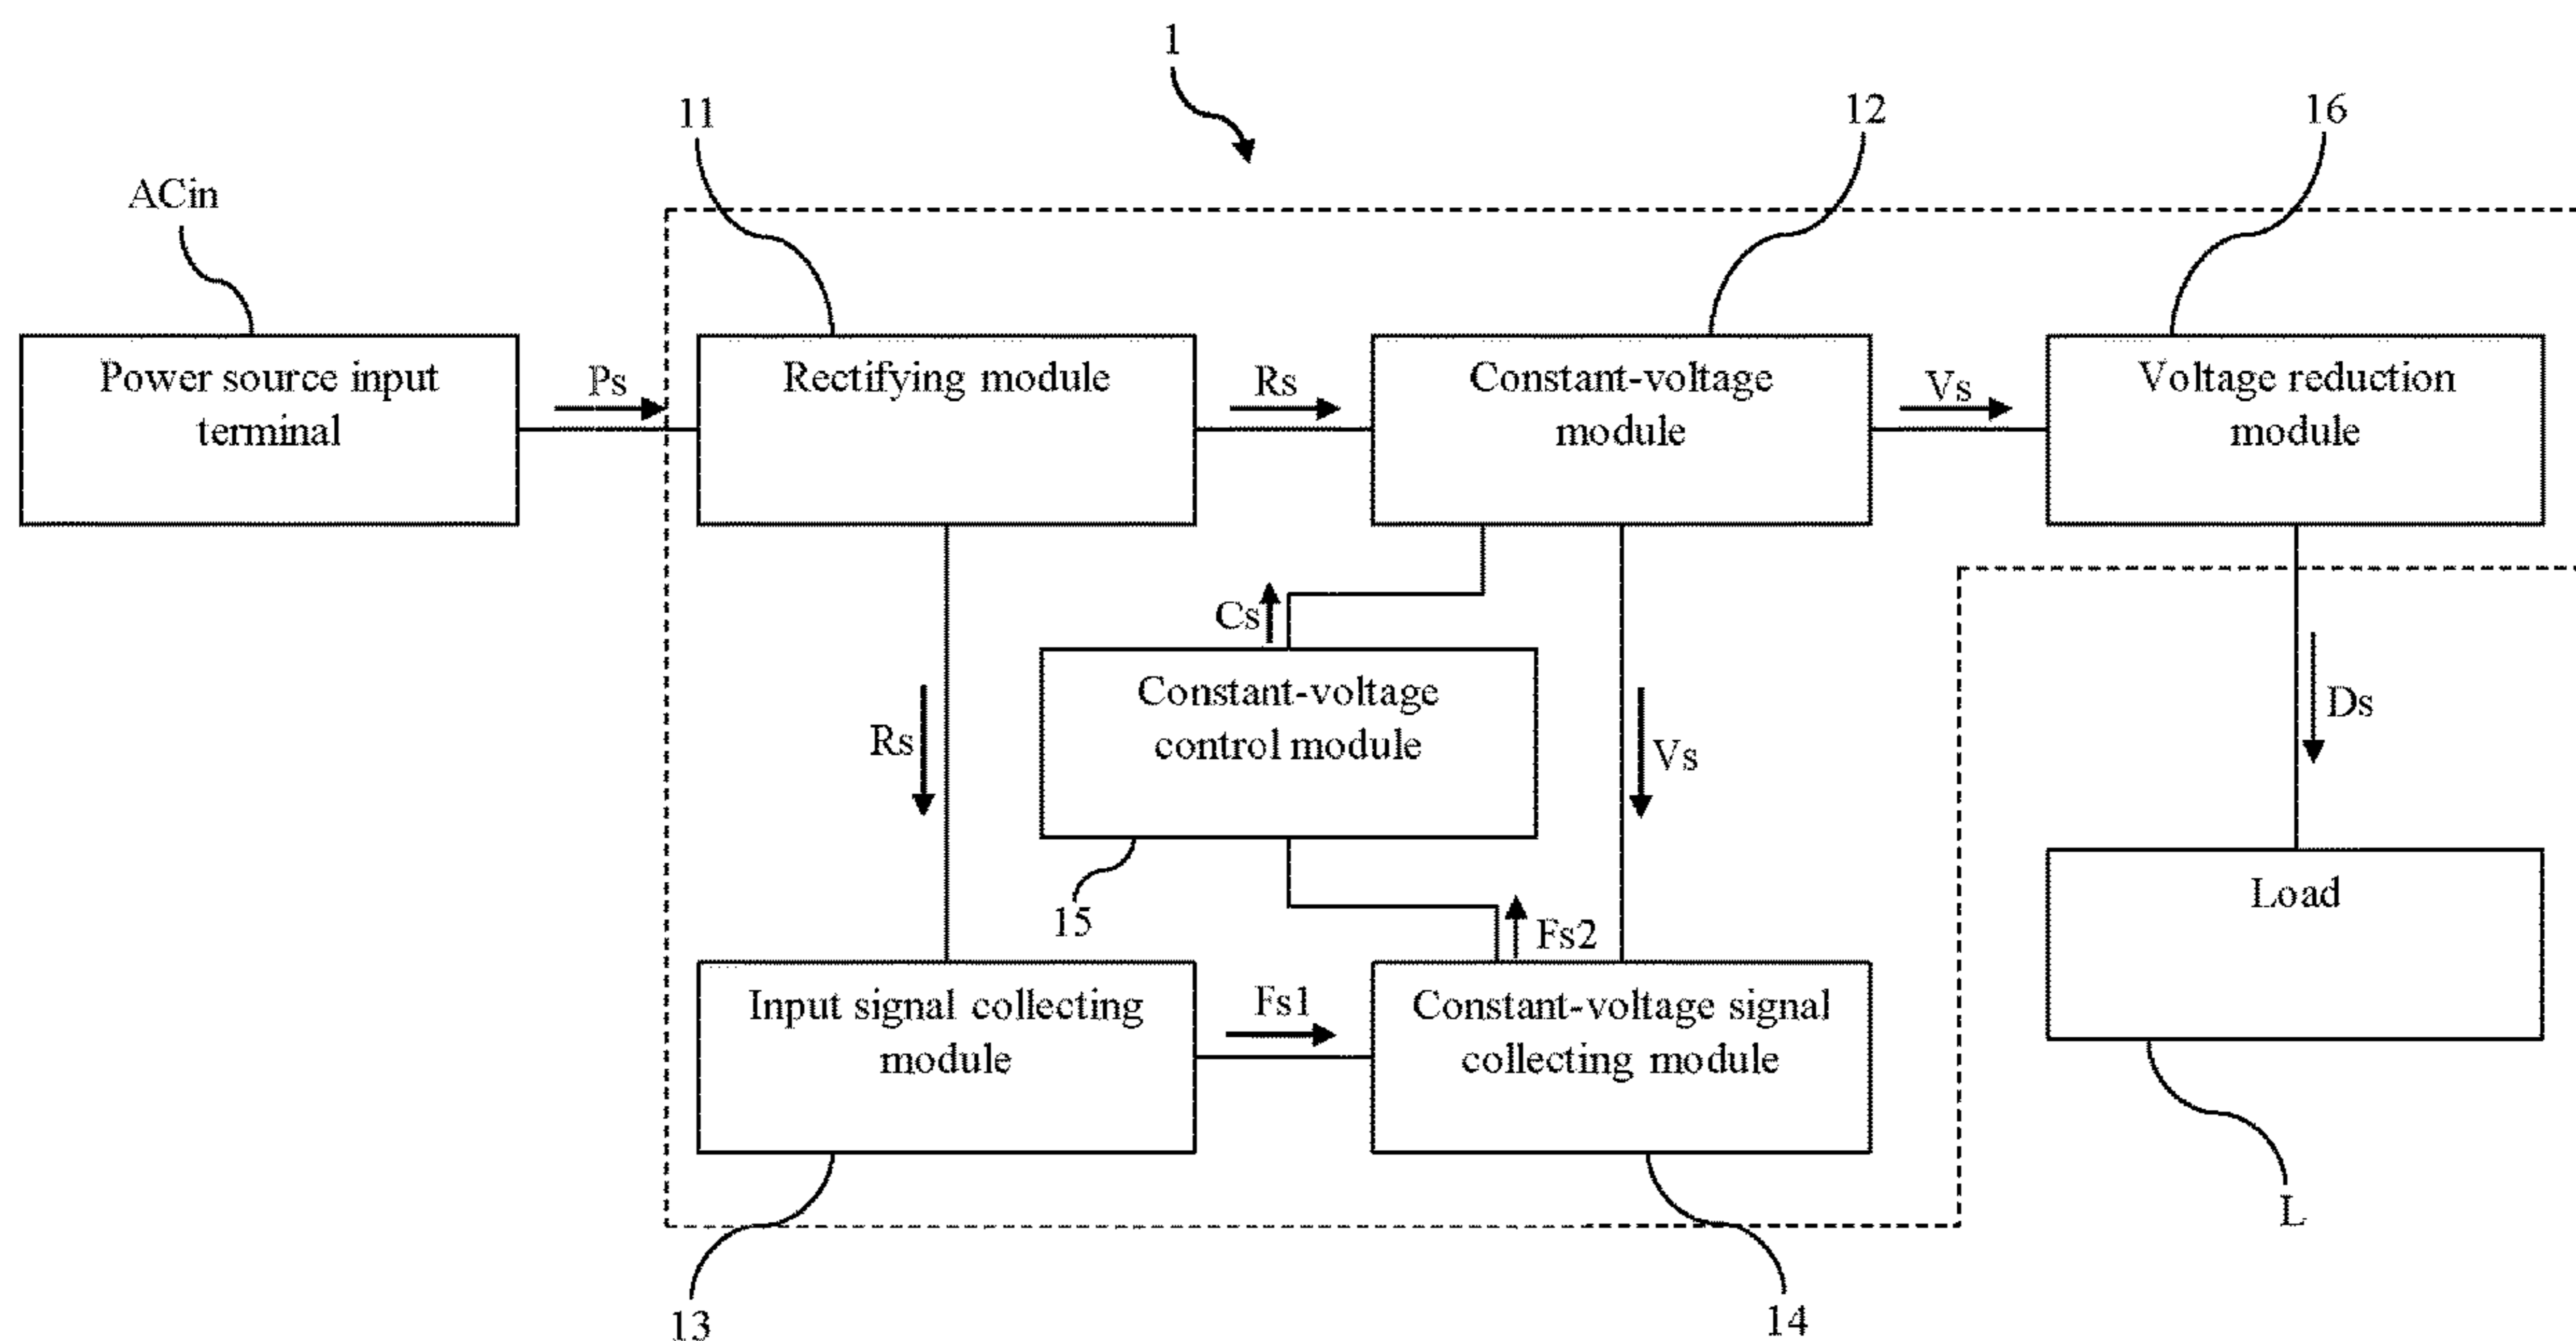 1
11
12
16
ACin
Power source input
terminal
Ps
Rectifying module
Rs
Constant-voltage
module
Vs
Voltage reduction
module
Cs
Constant-voltage
control module
Rs
Vs
Ds
15
Fs2
Load
Input signal collecting
module
Fs1
Constant-voltage signal
collecting module
L
13
14